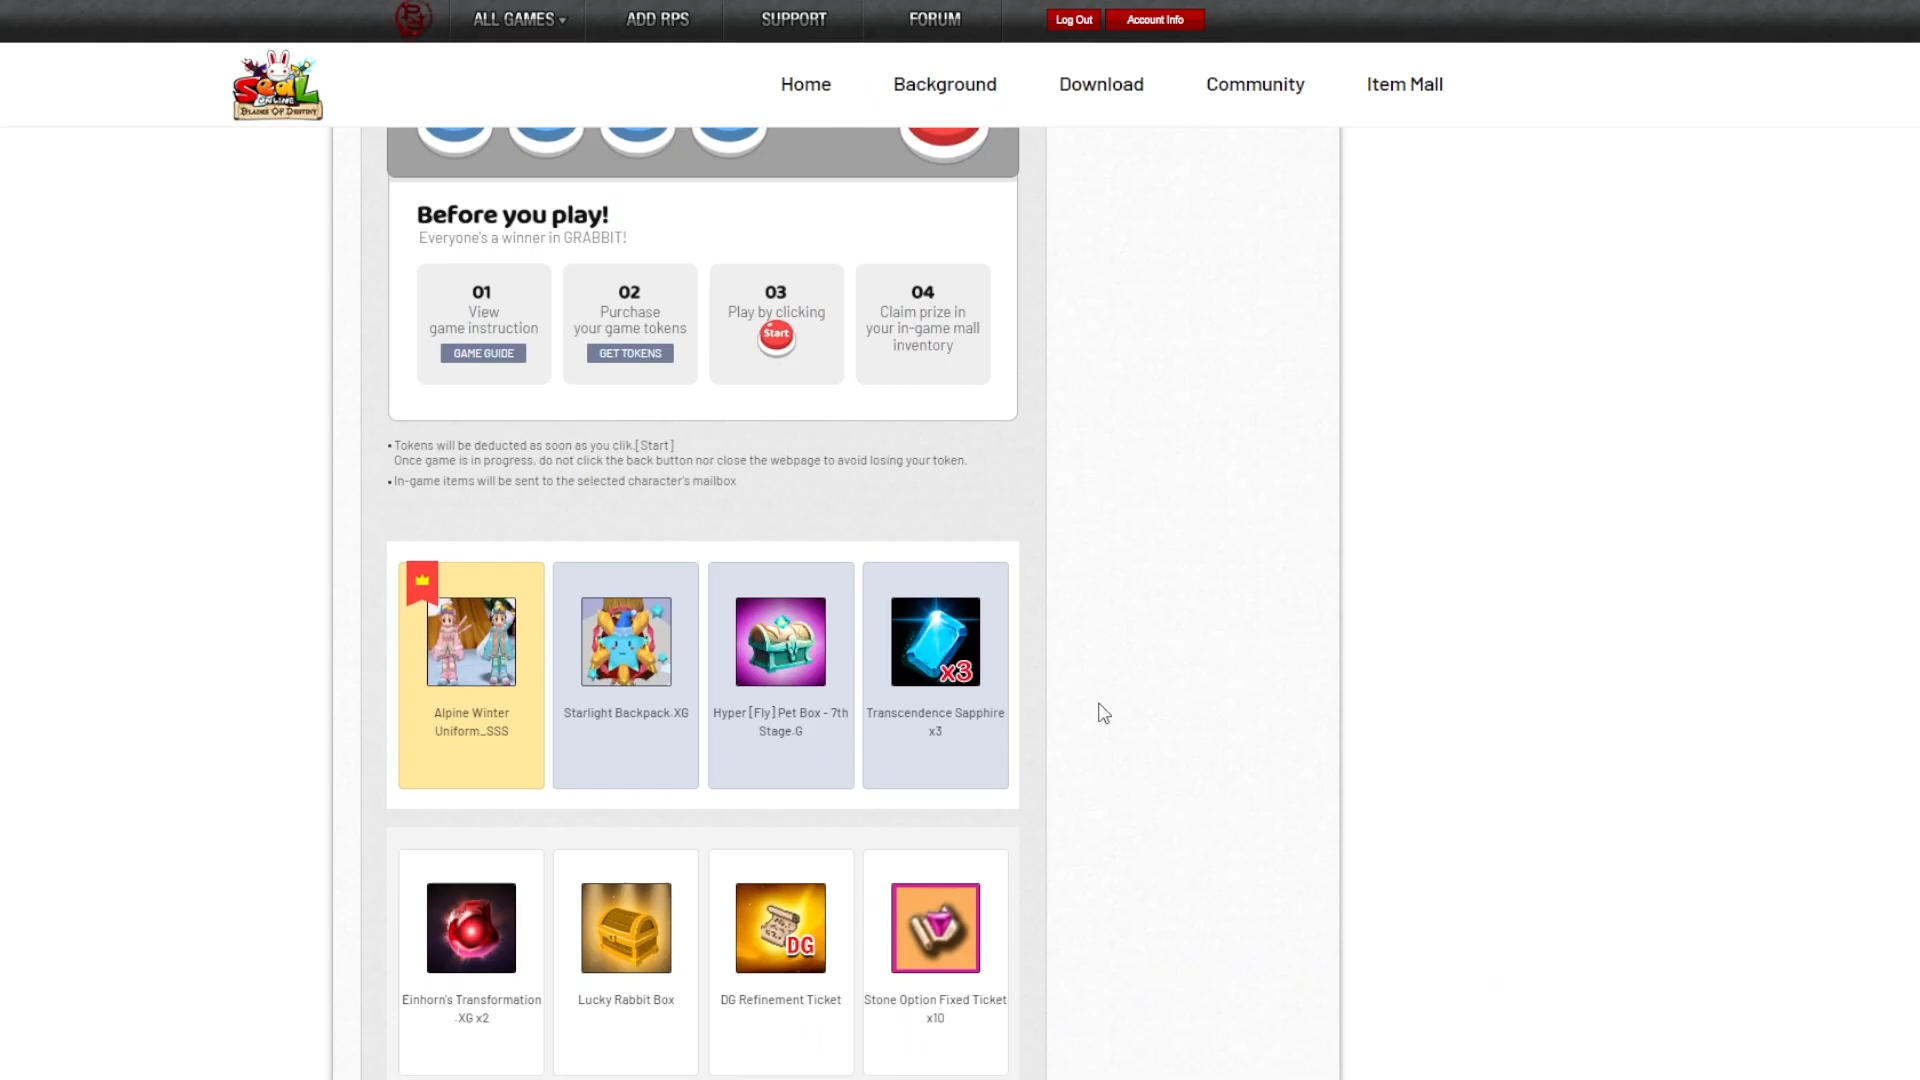 ALL GAMES
ADD RPS
SUPPORT
FORUM
Log Out
Account Info
SeaL
ONLINE
BLADES OF DESTINY
Home
Background
Download
Community
Item Mall
Before you play!
Everyone's a winner in GRABBIT!
01
View
game instruction
GAME GUIDE
02
Purchase
your game tokens
GET TOKENS
03
Play by clicking
Start
04
Claim prize in
your in-game mall
inventory
• Tokens will be deducted as soon as you clik.[Start]
Once game is in progress, do not click the back button nor close the webpage to avoid losing your token.
• In-game items will be sent to the selected character's mailbox
Alpine Winter
Uniform_SSS
Starlight Backpack.XG
Hyper [Fly] Pet Box - 7th
Stage.G
x3
Transcendence Sapphire
x3
Einhorn's Transformation
.XG x2
Lucky Rabbit Box
DG
DG Refinement Ticket
Stone Option Fixed Ticket
x10